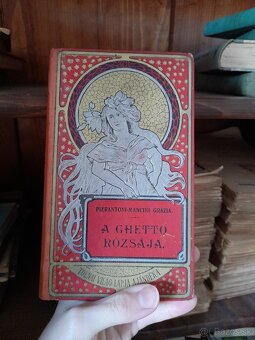 PIERANTONI-MANCINI GRAZIA.
A GHETTO
RÓZSÁJA.